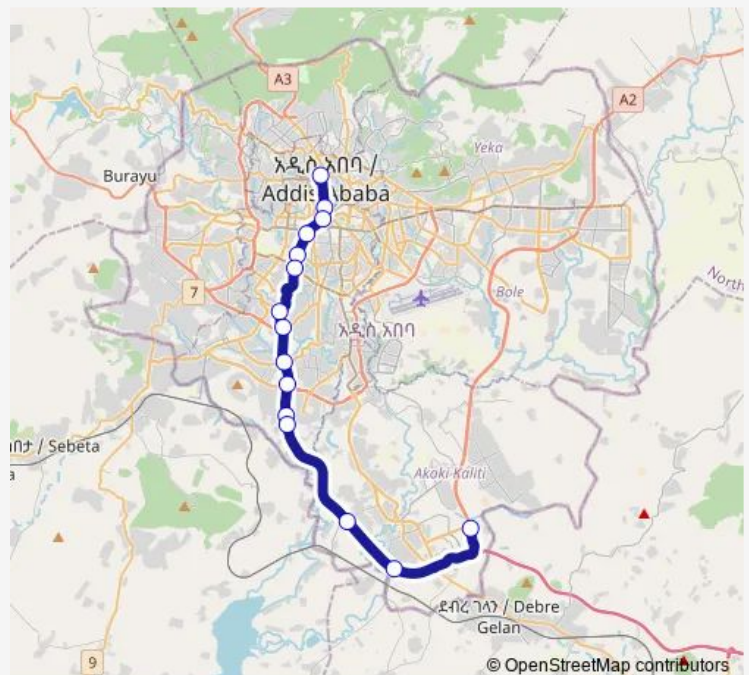 A3
A2
Yeka
አዲስ አበባ /
Addis Ababa
Burayu
North
7
Bole
አዲስ አበባ
/ Sebeta
Akaki-Kaliti
ደብረ ገላን / Debre
Gelan
9
© OpenStreetMap contributors